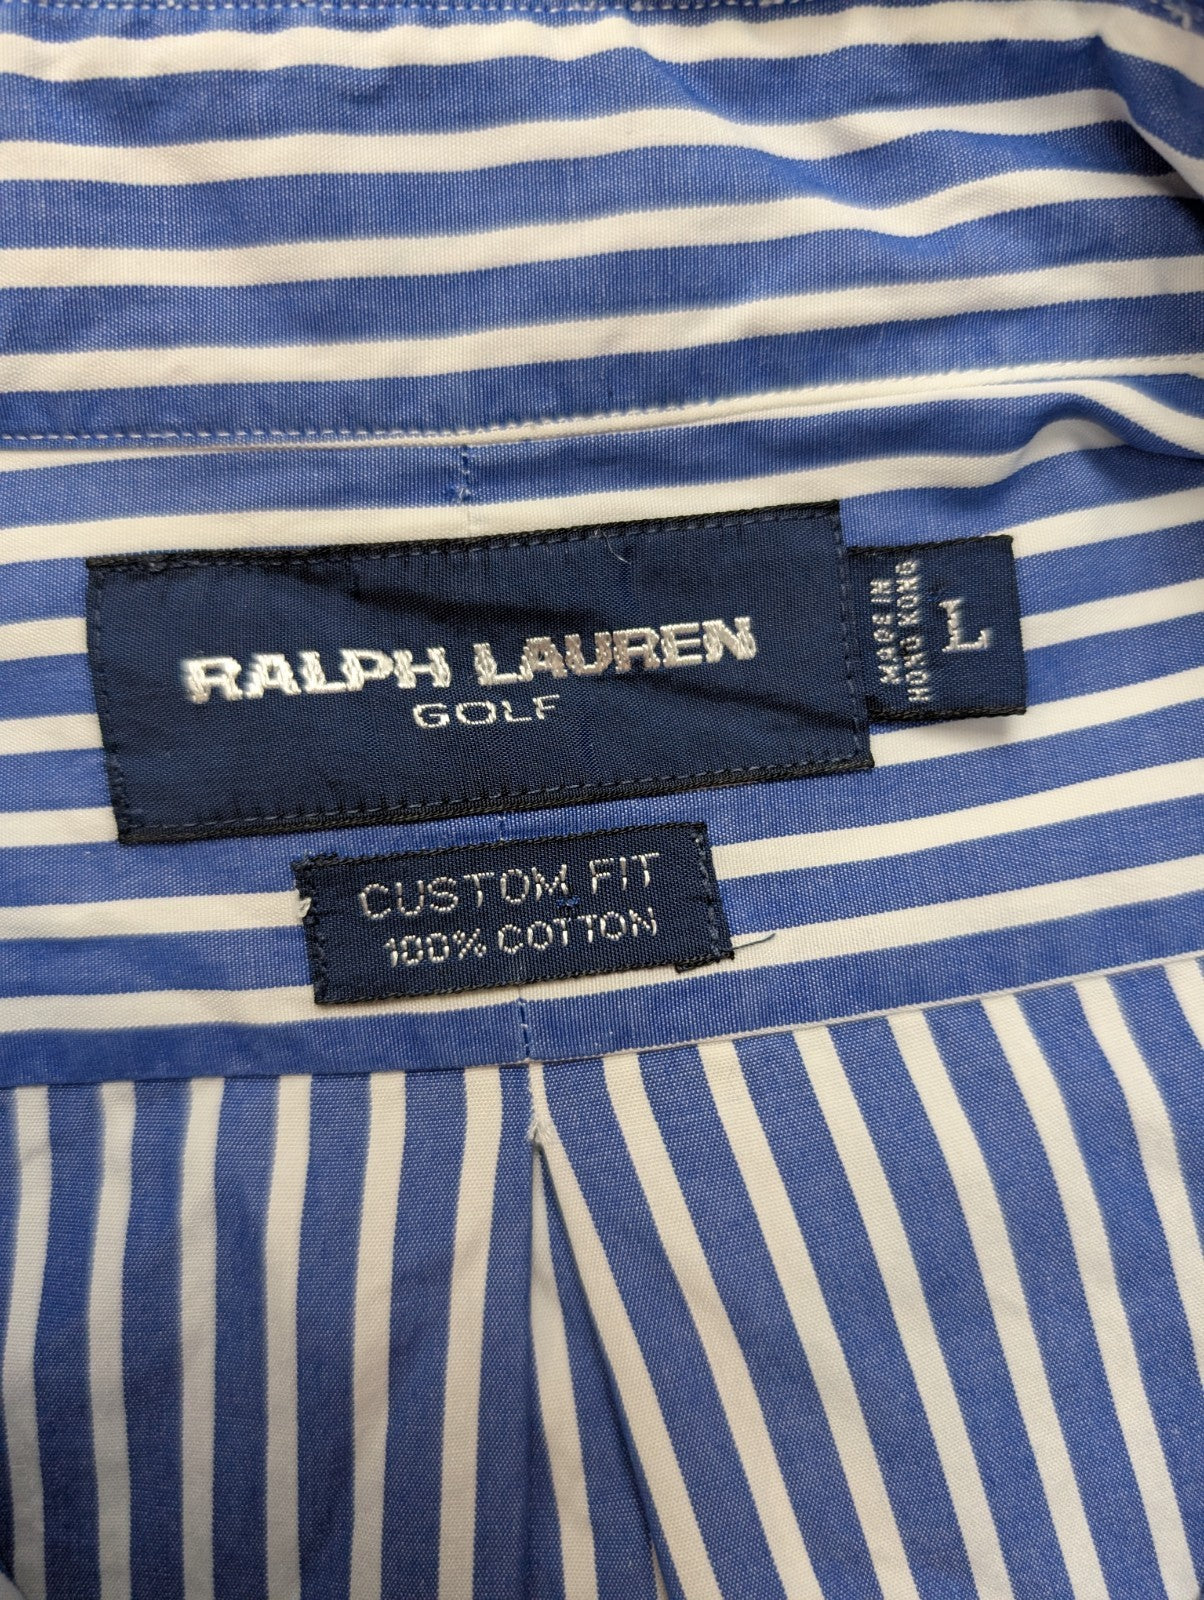 RALPH LAUREN
GOLF
MADE IN
HONG KONG
L
CUSTOM FIT
100% COTTON